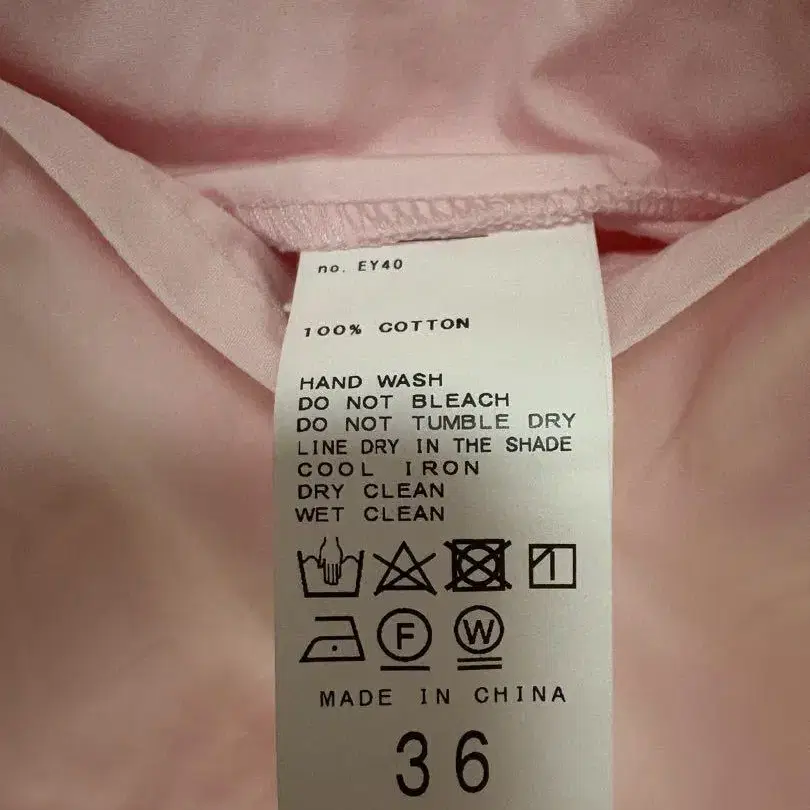 no. EY40
100% COTTON
HAND WASH
DO NOT BLEACH
DO NOT TUMBLE DRY
LINE DRY IN THE SHADE
COOL IRON
DRY CLEAN
WET CLEAN
F W
MADE IN CHINA
36